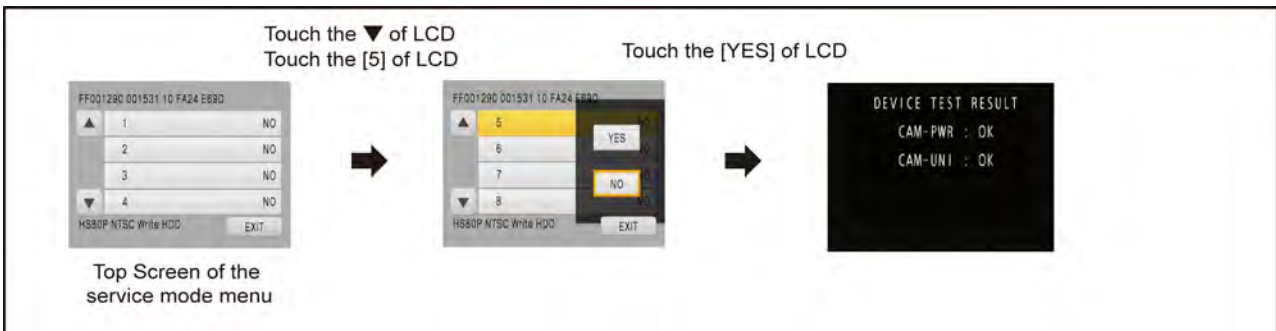 Touch the ▼ of LCD
Touch the [5] of LCD
Touch the [YES] of LCD
FF001290 001531 10 FA24 E69D
▲ 1 NO
2 NO
3 NO
▼ 4 NO
HS80P NTSC Write HDD EXIT
Top Screen of the
service mode menu
FF001290 001531 10 FA24 E69D
▲ 5
6
7
▼ 8
YES
NO
HS80P NTSC Write HDD EXIT
DEVICE TEST RESULT
CAM-PWR : OK
CAM-UNI : OK